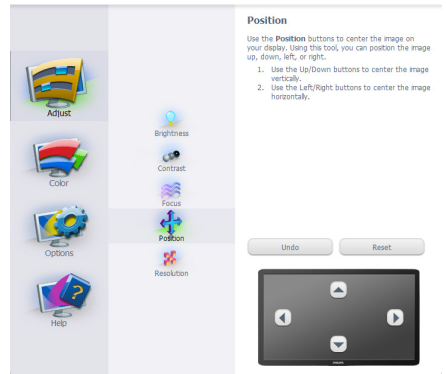 Position
Use the Position buttons to center the image on
your display. Using this tool, you can position the image
up, down, left, or right.
1. Use the Up/Down buttons to center the image
vertically.
2. Use the Left/Right buttons to center the image
horizontally.
Adjust
Color
Options
Help
Brightness
Contrast
Focus
Position
Resolution
Undo
Reset
PHILIPS